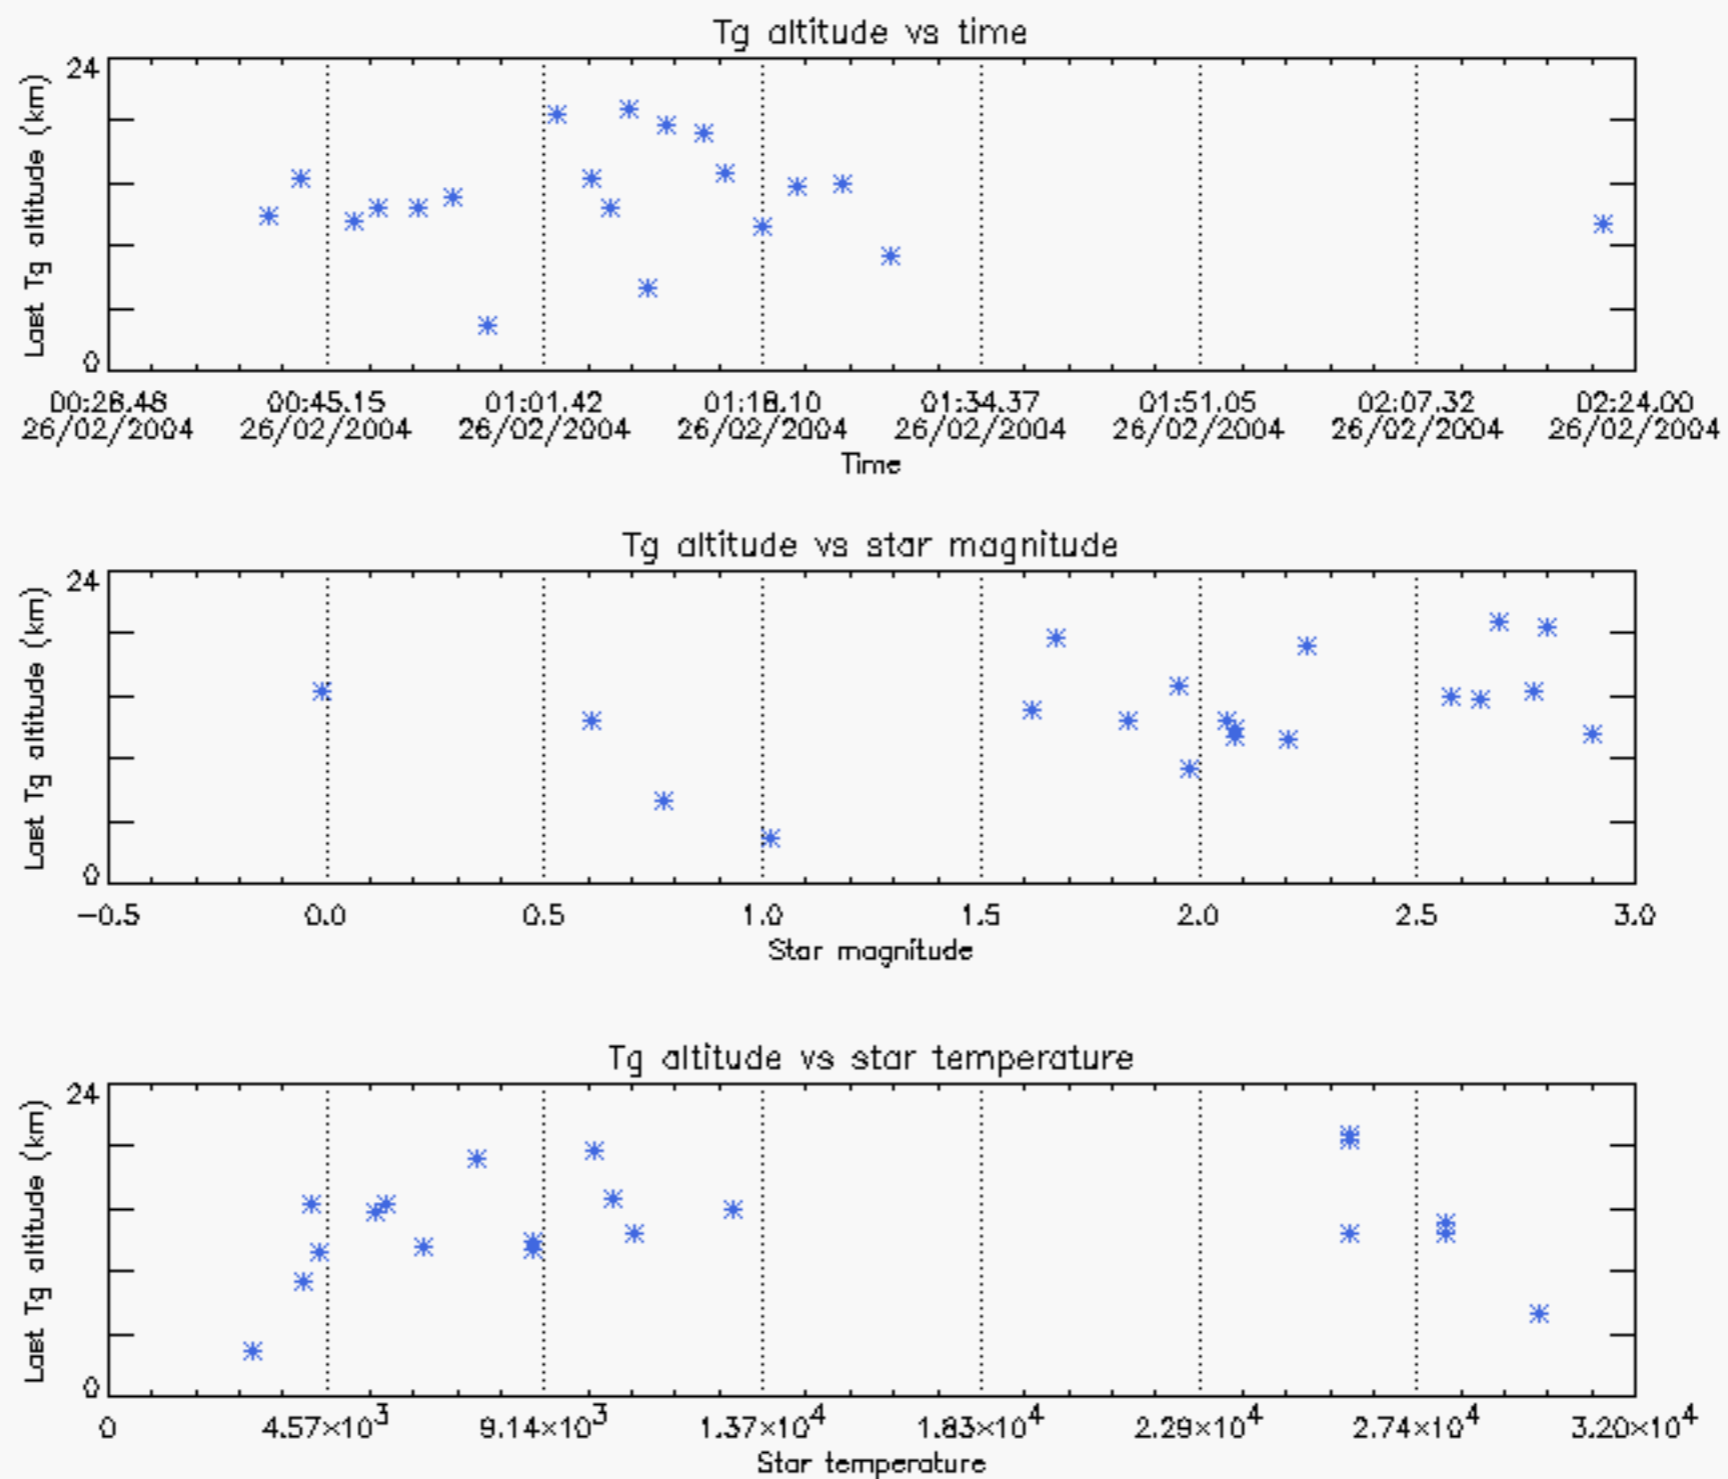 Tg altitude vs time
Last Tg altitude (km)
24
0
00:28.48 00:45.15 01:01.42 01:18.10 01:34.37 01:51.05 02:07.32 02:24.00
26/02/2004 26/02/2004 26/02/2004 26/02/2004 26/02/2004 26/02/2004 26/02/2004 26/02/2004
Time
Tg altitude vs star magnitude
Last Tg altitude (km)
24
0
-0.5 0.0 0.5 1.0 1.5 2.0 2.5 3.0
Star magnitude
Tg altitude vs star temperature
Last Tg altitude (km)
24
0
0 4.57×10³ 9.14×10³ 1.37×10⁴ 1.83×10⁴ 2.29×10⁴ 2.74×10⁴ 3.20×10⁴
Star temperature